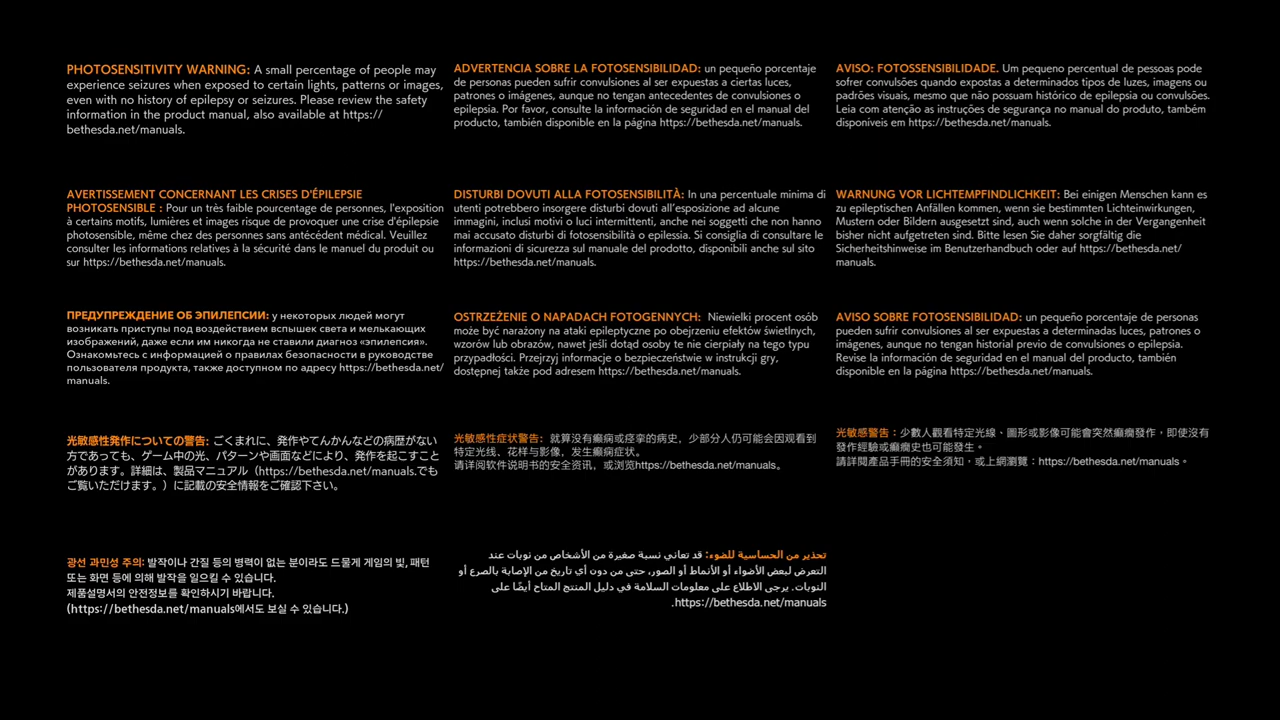 PHOTOSENSITIVITY WARNING: A small percentage of people may
experience seizures when exposed to certain lights, patterns or images,
even with no history of epilepsy or seizures. Please review the safety
information in the product manual, also available at https://
bethesda.net/manuals.
ADVERTENCIA SOBRE LA FOTOSENSIBILIDAD: un pequeño porcentaje
de personas pueden sufrir convulsiones al ser expuestas a ciertas luces,
patrones o imágenes, aunque no tengan antecedentes de convulsiones o
epilepsia. Por favor, consulte la información de seguridad en el manual del
producto, también disponible en la página https://bethesda.net/manuals.
AVISO: FOTOSSENSIBILIDADE. Um pequeno percentual de pessoas pode
sofrer convulsões quando expostas a determinados tipos de luzes, imagens ou
padrões visuais, mesmo que não possuam histórico de epilepsia ou convulsões.
Leia com atenção as instruções de segurança no manual do produto, também
disponíveis em https://bethesda.net/manuals.
AVERTISSEMENT CONCERNANT LES CRISES D'ÉPILEPSIE
PHOTOSENSIBLE : Pour un très faible pourcentage de personnes, l'exposition
à certains motifs, lumières et images risque de provoquer une crise d'épilepsie
photosensible, même chez des personnes sans antécédent médical. Veuillez
consulter les informations relatives à la sécurité dans le manuel du produit ou
sur https://bethesda.net/manuals.
DISTURBI DOVUTI ALLA FOTOSENSIBILITÀ: In una percentuale minima di
utenti potrebbero insorgere disturbi dovuti all'esposizione ad alcune
immagini, inclusi motivi o luci intermittenti, anche nei soggetti che non hanno
mai accusato disturbi di fotosensibilità o epilessia. Si consiglia di consultare le
informazioni di sicurezza sul manuale del prodotto, disponibili anche sul sito
https://bethesda.net/manuals.
WARNUNG VOR LICHTEMPFINDLICHKEIT: Bei einigen Menschen kann es
zu epileptischen Anfällen kommen, wenn sie bestimmten Lichteinwirkungen,
Mustern oder Bildern ausgesetzt sind, auch wenn solche in der Vergangenheit
bisher nicht aufgetreten sind. Bitte lesen Sie daher sorgfältig die
Sicherheitshinweise im Benutzerhandbuch oder auf https://bethesda.net/
manuals.
ПРЕДУПРЕЖДЕНИЕ ОБ ЭПИЛЕПСИИ: у некоторых людей могут
возникать приступы под воздействием вспышек света и мелькающих
изображений, даже если им никогда не ставили диагноз «эпилепсия».
Ознакомьтесь с информацией о правилах безопасности в руководстве
пользователя продукта, также доступном по адресу https://bethesda.net/
manuals.
OSTRZEŻENIE O NAPADACH FOTOGENNYCH: Niewielki procent osób
może być narażony na ataki epileptyczne po obejrzeniu efektów świetlnych,
wzorów lub obrazów, nawet jeśli dotąd osoby te nie cierpiały na tego typu
przypadłości. Przejrzyj informacje o bezpieczeństwie w instrukcji gry,
dostępnej także pod adresem https://bethesda.net/manuals.
AVISO SOBRE FOTOSENSIBILIDAD: un pequeño porcentaje de personas
pueden sufrir convulsiones al ser expuestas a determinadas luces, patrones o
imágenes, aunque no tengan historial previo de convulsiones o epilepsia.
Revise la información de seguridad en el manual del producto, también
disponible en la página https://bethesda.net/manuals.
光敏感性発作についての警告: ごくまれに、発作やてんかんなどの病歴がない
方であっても、ゲーム中の光、パターンや画面などにより、発作を起こすこと
があります。詳細は、製品マニュアル（https://bethesda.net/manuals.でも
ご覧いただけます。）に記載の安全情報をご確認下さい。
光敏感性症状警告：就算没有癫痫或痉挛的病史，少部分人仍可能会因观看到
特定光线、花样与影像，发生癫痫症状。
请详阅软件说明书的安全资讯，或浏览https://bethesda.net/manuals。
光敏感警告：少數人觀看特定光線、圖形或影像可能會突然癲癇發作，即使沒有
發作經驗或癲癇史也可能發生。
請詳閱產品手冊的安全須知，或上網瀏覽：https://bethesda.net/manuals。
광선 과민성 주의: 발작이나 간질 등의 병력이 없는 분이라도 드물게 게임의 빛, 패턴
또는 화면 등에 의해 발작을 일으킬 수 있습니다.
제품설명서의 안전정보를 확인하시기 바랍니다.
(https://bethesda.net/manuals에서도 보실 수 있습니다.)
تحذير من الحساسية للضوء: قد تعاني نسبة صغيرة من الأشخاص من نوبات عند
التعرض لبعض الأضواء أو الأنماط أو الصور، حتى من دون أي تاريخ من الإصابة بالصرع أو
النوبات. يرجى الاطلاع على معلومات السلامة في دليل المنتج المتاح أيضًا على
https://bethesda.net/manuals.